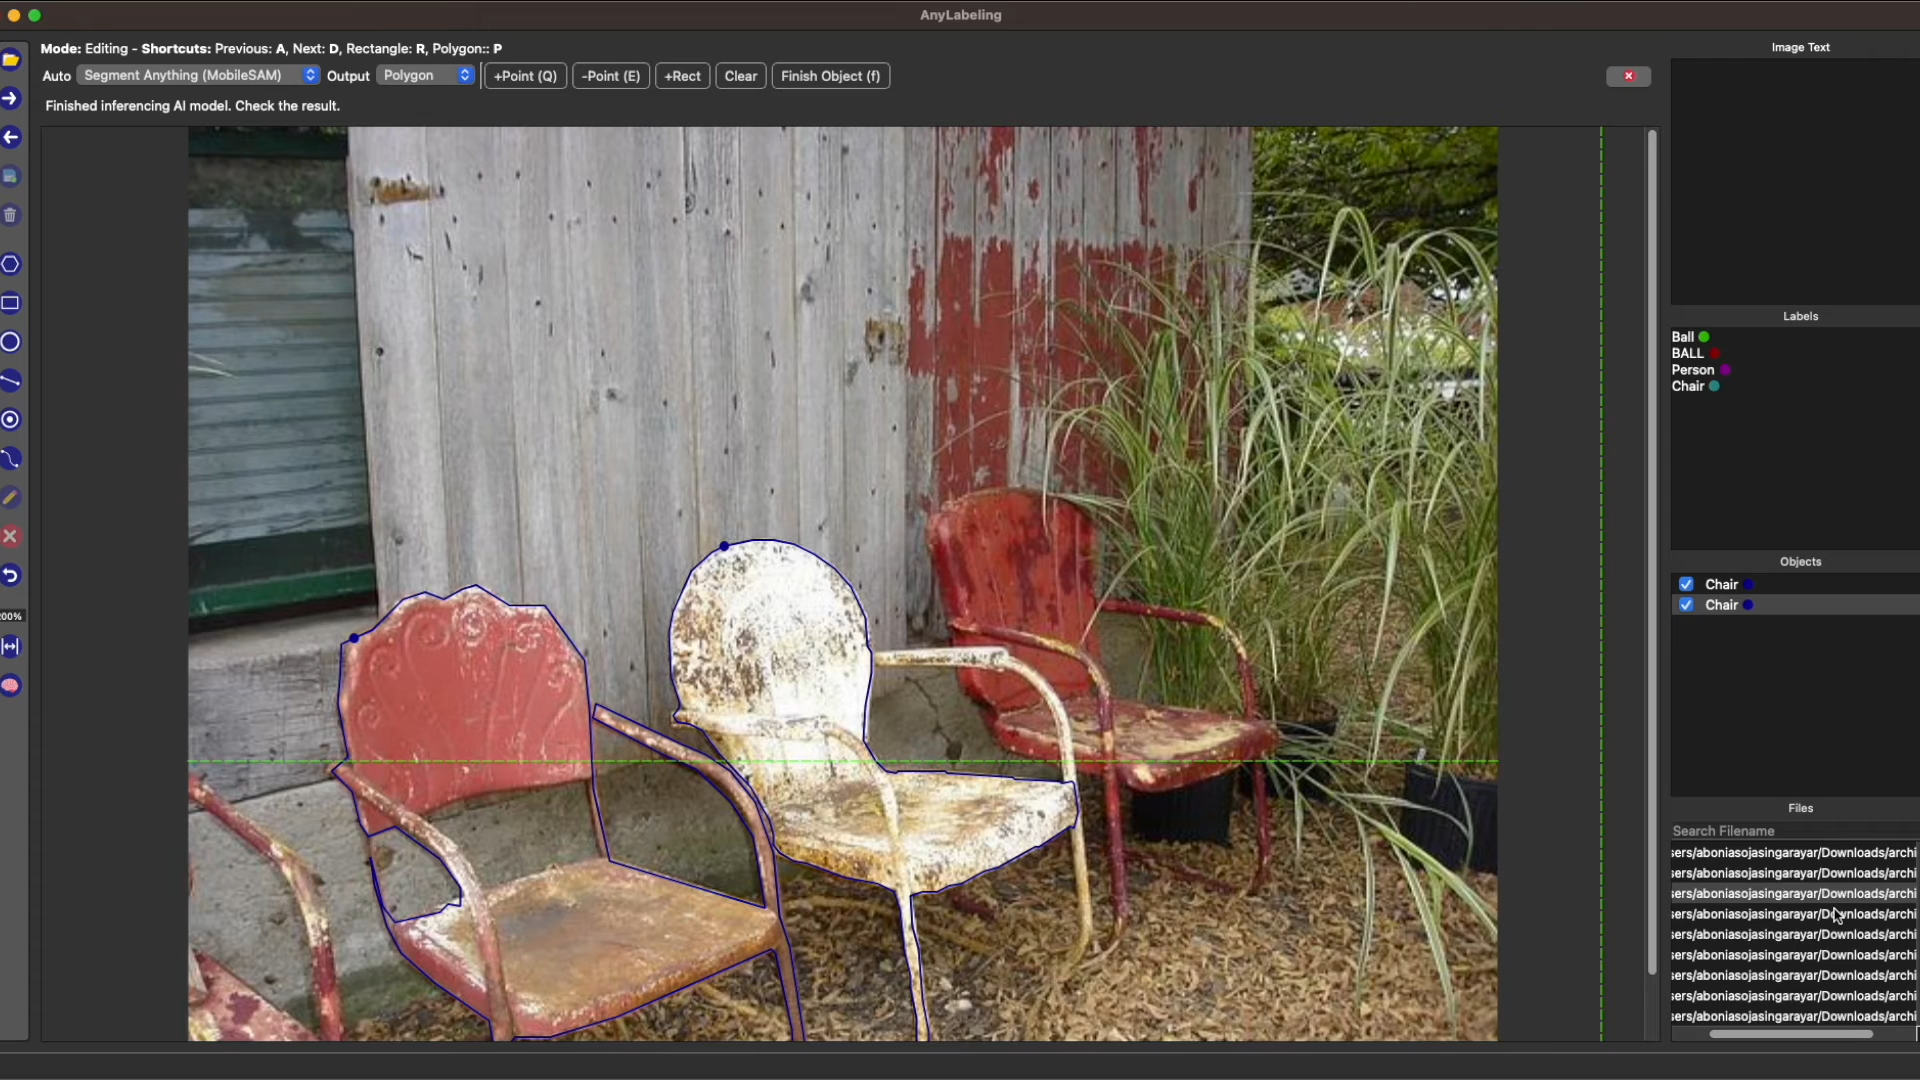 AnyLabeling
Mode: Editing - Shortcuts: Previous: A, Next: D, Rectangle: R, Polygon:: P
Auto Segment Anything (MobileSAM) Output Polygon +Point (Q) -Point (E) +Rect Clear Finish Object (f)
Finished inferencing AI model. Check the result.
Image Text
Labels
Ball
BALL
Person
Chair
Objects
Chair
Chair
00%
Files
Search Filename
sers/aboniasojasingarayar/Downloads/archi
sers/aboniasojasingarayar/Downloads/archi
sers/aboniasojasingarayar/Downloads/archi
sers/aboniasojasingarayar/Downloads/archi
sers/aboniasojasingarayar/Downloads/archi
sers/aboniasojasingarayar/Downloads/archi
sers/aboniasojasingarayar/Downloads/archi
sers/aboniasojasingarayar/Downloads/archi
sers/aboniasojasingarayar/Downloads/archi